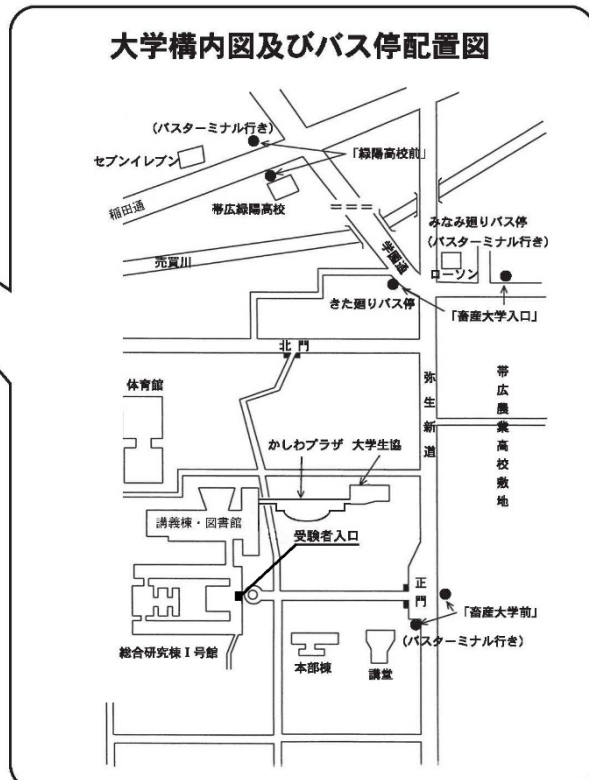 大学構内図及びバス停配置図
(バスターミナル行き)
セブンイレブン
「緑陽高校前」
稲田通
帯広緑陽高校
みなみ廻りバス停
(バスターミナル行き)
学園通
売買川
ローソン
きた廻りバス停
「畜産大学入口」
北門
体育館
弥生新道
帯広農業高校敷地
かしわプラザ
大学生協
講義棟・図書館
受験者入口
正門
「畜産大学前」
(バスターミナル行き)
総合研究棟Ⅰ号館
本部棟
講堂